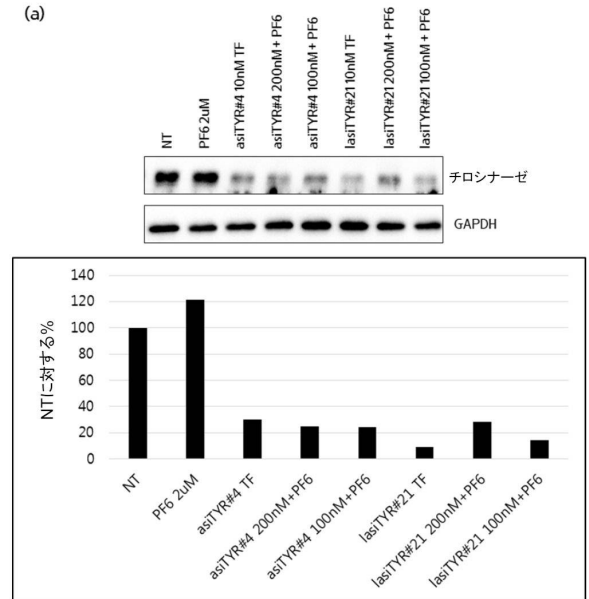 (a)
NT
PF6 2uM
asiTYR#4 10nM TF
asiTYR#4 200nM+ PF6
asiTYR#4 100nM+ PF6
lasiTYR#21 10nM TF
lasiTYR#21 200nM+ PF6
lasiTYR#21 100nM + PF6
チロシナーゼ
GAPDH
NTに対する%
140
120
100
80
60
40
20
0
NT
PF6 2uM
asiTYR#4 TF
asiTYR#4 200nM+PF6
asiTYR#4 100nM+PF6
lasiTYR#21 TF
lasiTYR#21 200nM+PF6
lasiTYR#21 100nM+PF6